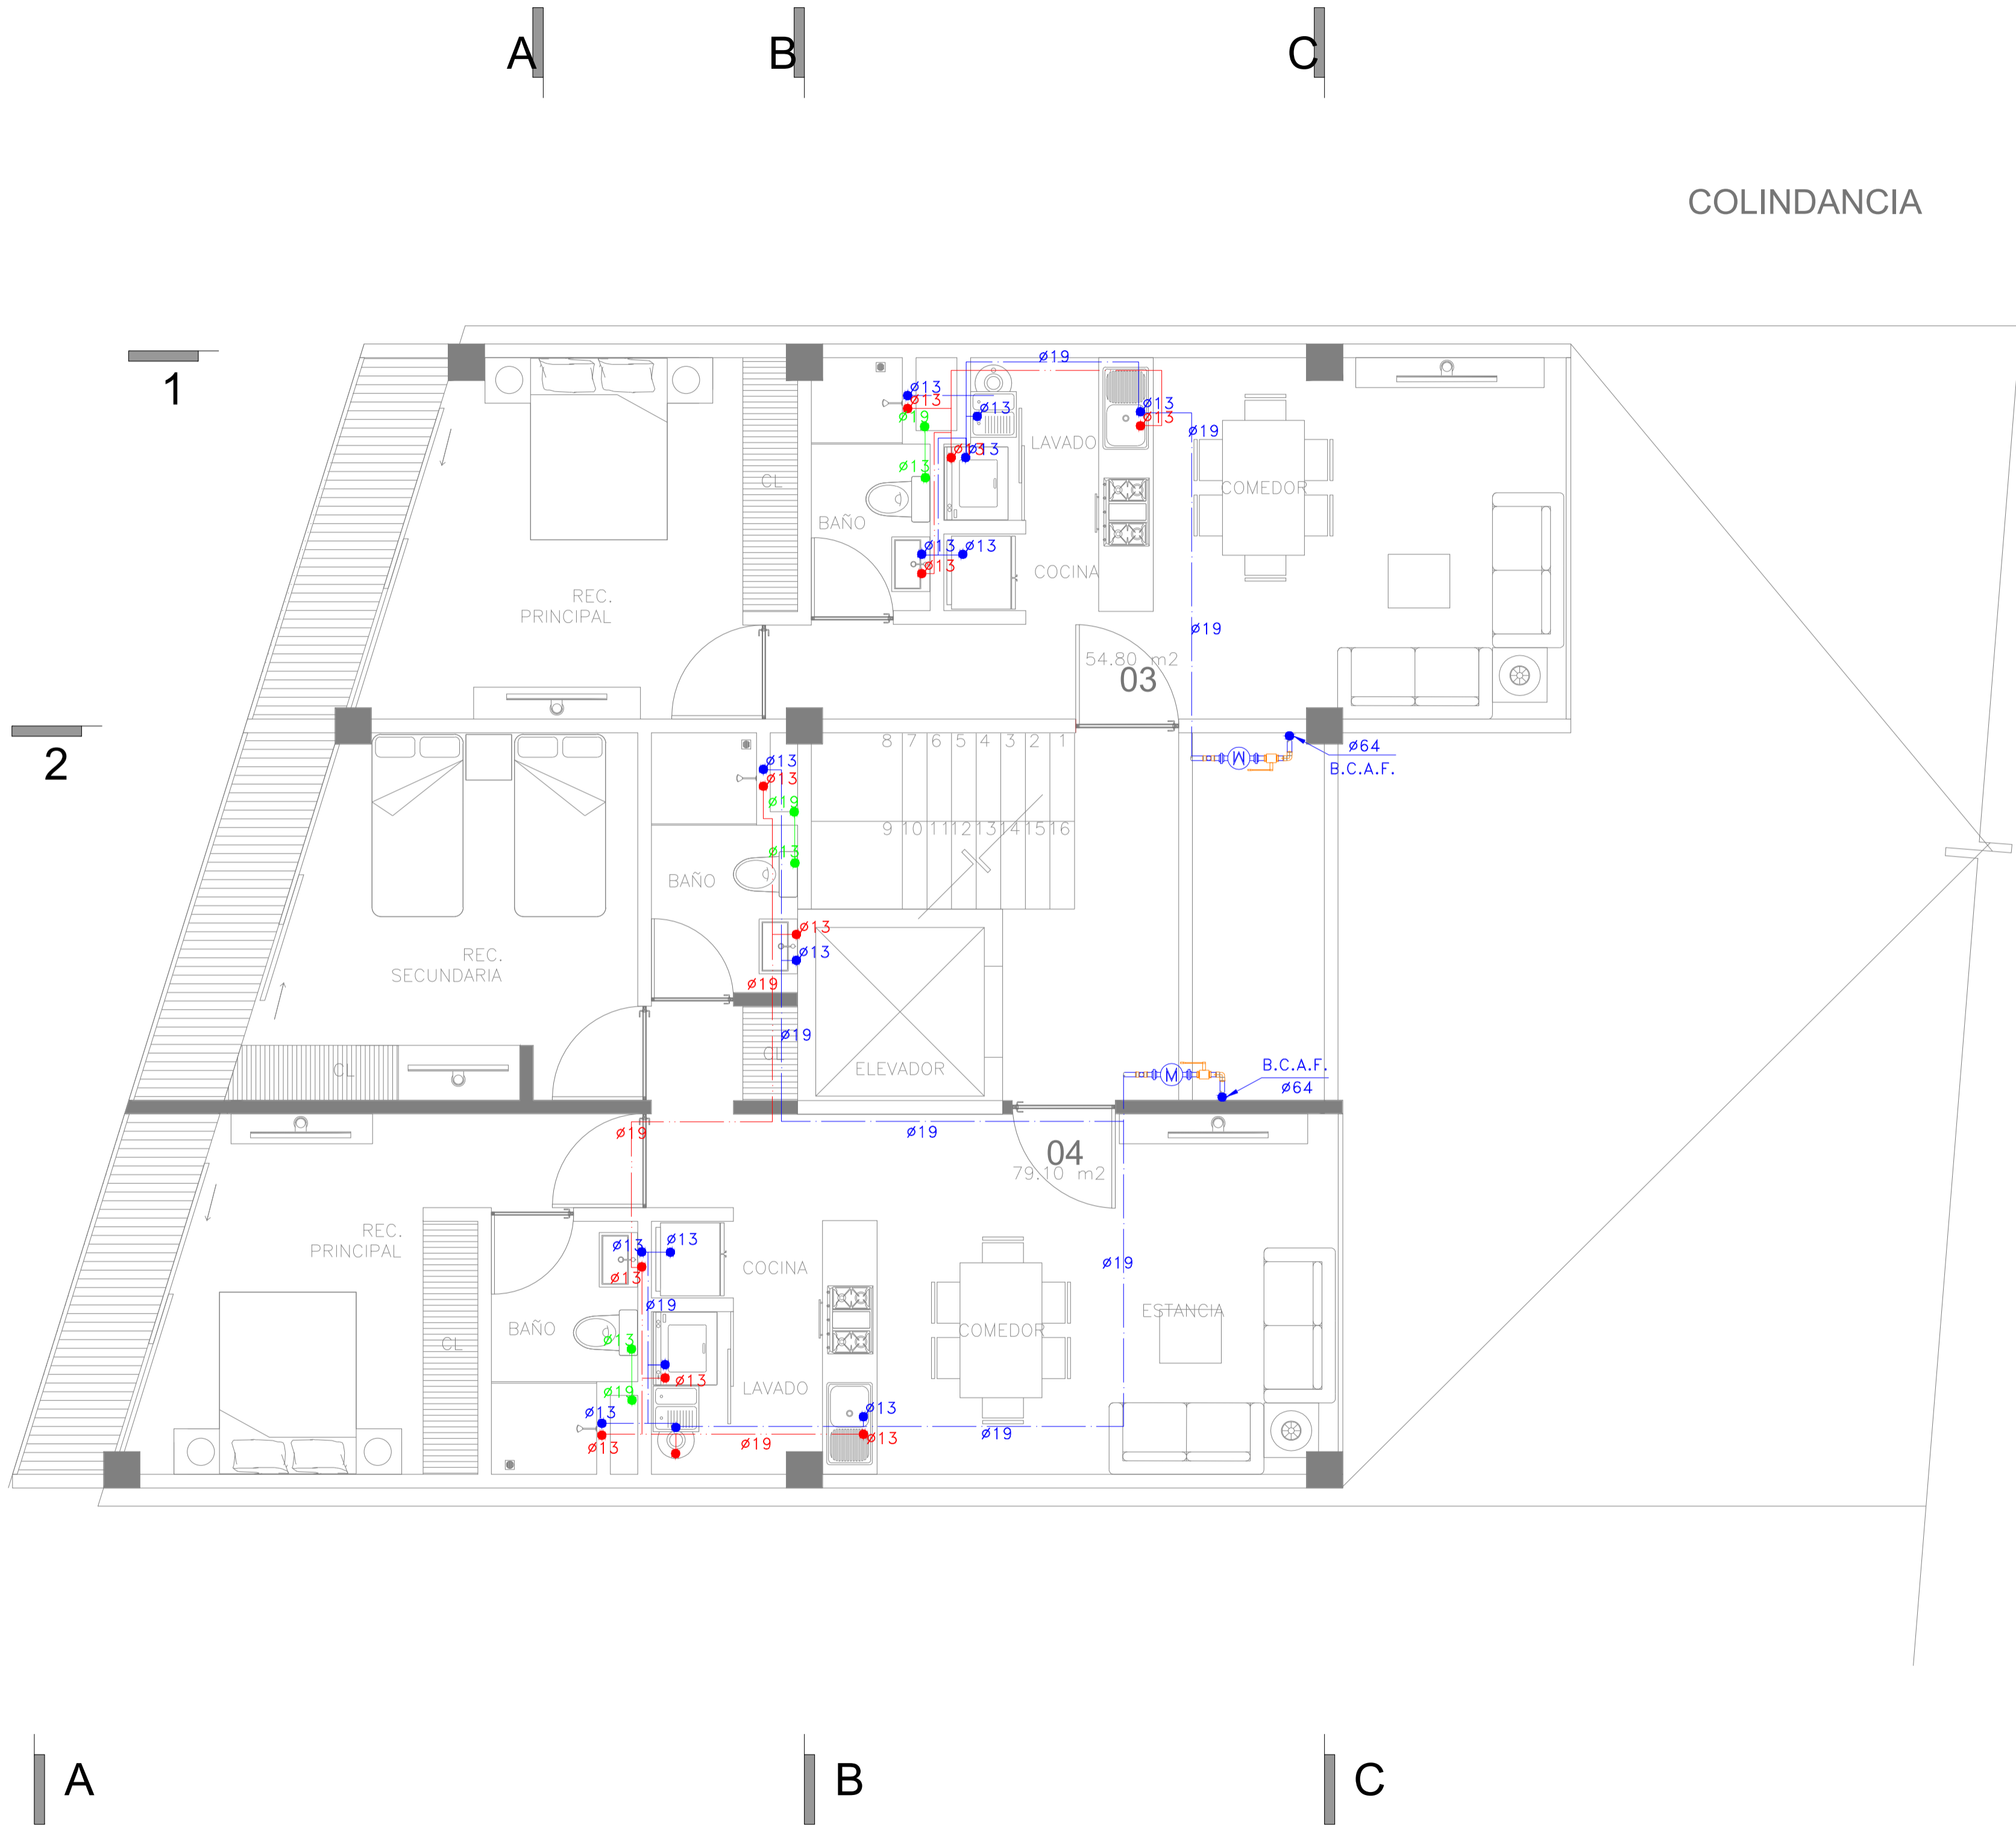 A
B
C
COLINDANCIA
1
ø19
ø13
ø13
ø19
ø13
ø13
ø13
ø19
LAVADO
ø13
ø13
ø13
CL
COMEDOR
BAÑO
ø13
ø13
ø13
COCINA
REC.
PRINCIPAL
ø19
54.80 m2
03
2
8 7 6 5 4 3 2 1
ø64
B.C.A.F.
M
ø13
ø13
ø19
9 10 11 12 13 14 15 16
ø13
BAÑO
ø13
ø13
REC.
SECUNDARIA
ø19
ø19
CL
CL
ELEVADOR
B.C.A.F.
ø64
M
ø19
ø19
04
79.10 m2
REC.
PRINCIPAL
ø13
ø13
ø13
COCINA
ø19
ø19
ESTANCIA
BAÑO
COMEDOR
ø13
CL
ø13
LAVADO
ø19
ø13
ø13
ø13
ø13
ø19
ø19
A
B
C